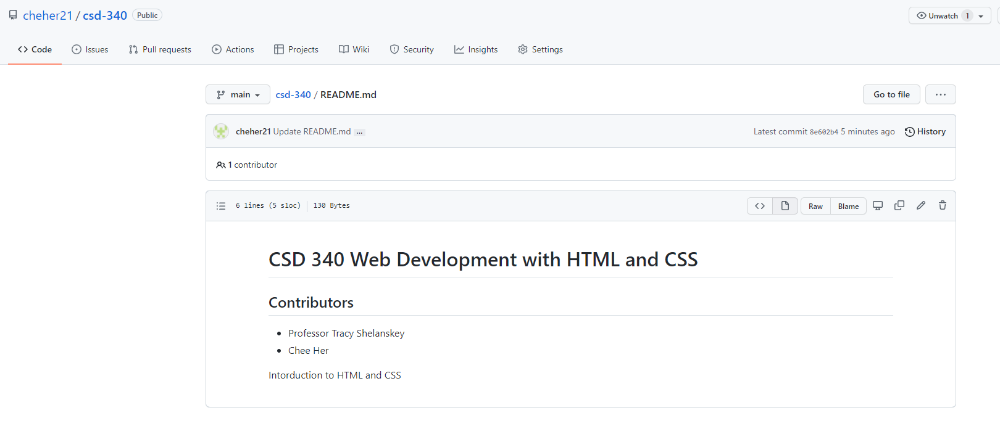 cheher21 / csd-340 Public
Unwatch 1
Code Issues Pull requests Actions Projects Wiki Security Insights Settings
main csd-340 / README.md Go to file ...
cheher21 Update README.md ... Latest commit 8e602b4 5 minutes ago History
1 contributor
6 lines (5 sloc) 130 Bytes <> Raw Blame
CSD 340 Web Development with HTML and CSS
Contributors
• Professor Tracy Shelanskey
• Chee Her
Intorduction to HTML and CSS